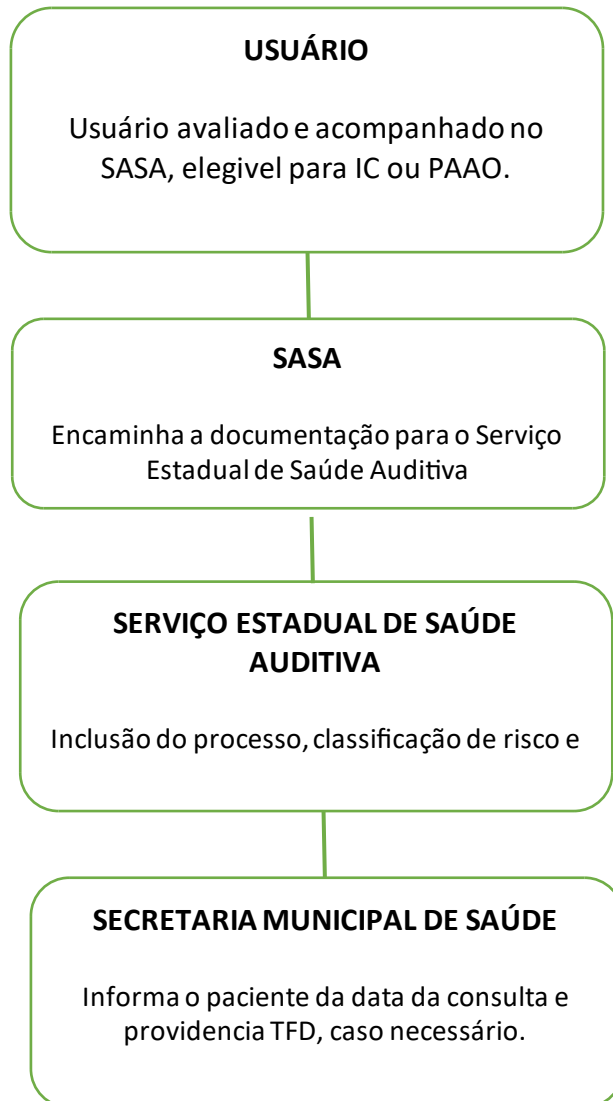 USUÁRIO
Usuário avaliado e acompanhado no
SASA, elegivel para IC ou PAAO.
SASA
Encaminha a documentação para o Serviço
Estadual de Saúde Auditiva
SERVIÇO ESTADUAL DE SAÚDE
AUDITIVA
Inclusão do processo, classificação de risco e
SECRETARIA MUNICIPAL DE SAÚDE
Informa o paciente da data da consulta e
providencia TFD, caso necessário.